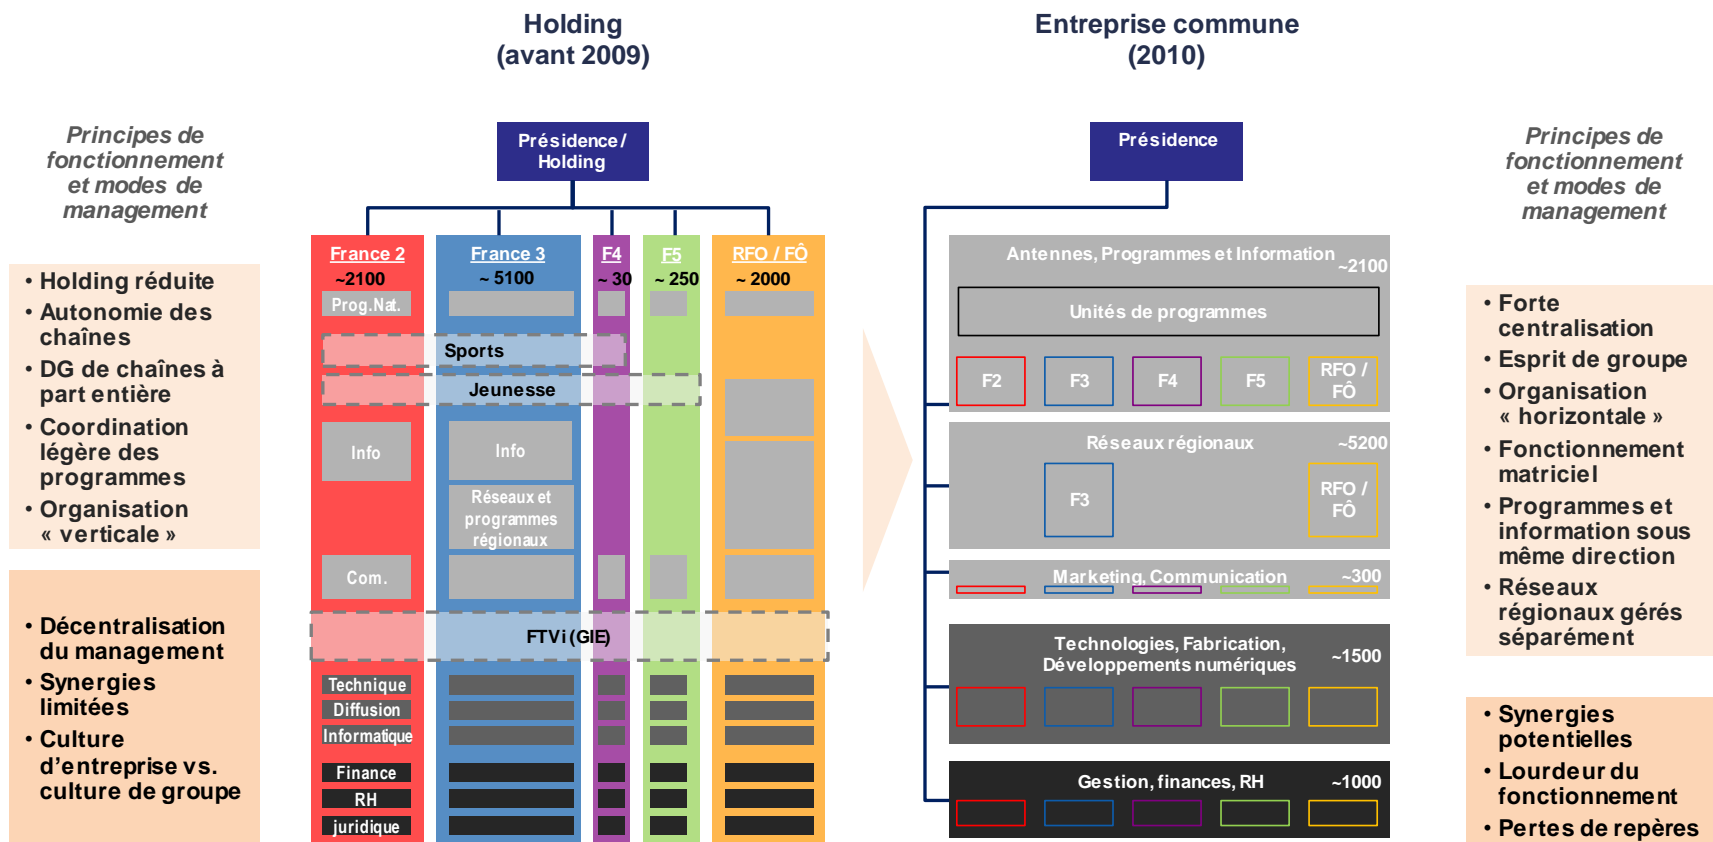 Holding
(avant 2009)
Entreprise commune
(2010)
Principes de
fonctionnement
et modes de
management
• Holding réduite
• Autonomie des
chaînes
• DG de chaînes à
part entière
• Coordination
légère des
programmes
• Organisation
« verticale »
• Décentralisation
du management
• Synergies
limitées
• Culture
d’entreprise vs.
culture de groupe
Présidence /
Holding
France 2
~2100
France 3
~ 5100
F4
~ 30
F5
~ 250
RFO / FÔ
~ 2000
Prog.Nat.
Sports
Jeunesse
Info
Info
Réseaux et
programmes
régionaux
Com.
FTVi (GIE)
Technique
Diffusion
Informatique
Finance
RH
juridique
Présidence
Antennes, Programmes et Information
~2100
Unités de programmes
F2
F3
F4
F5
RFO /
FÔ
Réseaux régionaux
~5200
F3
RFO /
FÔ
Marketing, Communication
~300
Technologies, Fabrication,
Développements numériques
~1500
Gestion, finances, RH
~1000
Principes de
fonctionnement
et modes de
management
• Forte
centralisation
• Esprit de groupe
• Organisation
« horizontale »
• Fonctionnement
matriciel
• Programmes et
information sous
même direction
• Réseaux
régionaux gérés
séparément
• Synergies
potentielles
• Lourdeur du
fonctionnement
• Pertes de repères